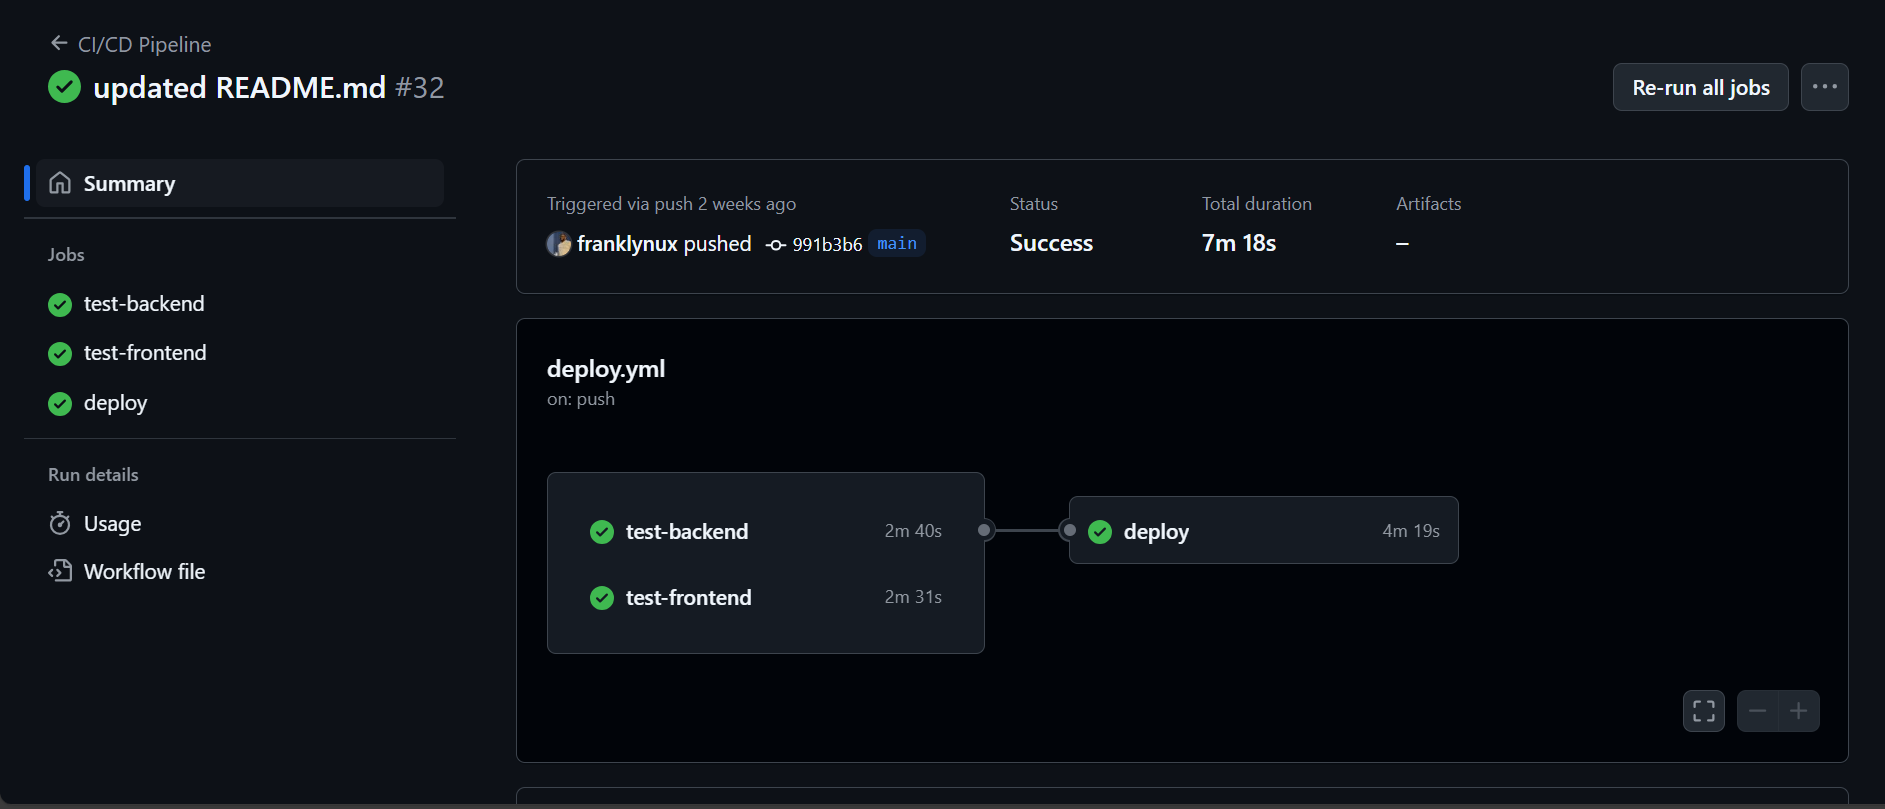 CI/CD Pipeline
updated README.md #32
Re-run all jobs
Summary
Jobs
test-backend
test-frontend
deploy
Run details
Usage
Workflow file
Triggered via push 2 weeks ago
franklynux pushed 991b3b6 main
Status
Success
Total duration
7m 18s
Artifacts
–
deploy.yml
on: push
test-backend 2m 40s
test-frontend 2m 31s
deploy 4m 19s